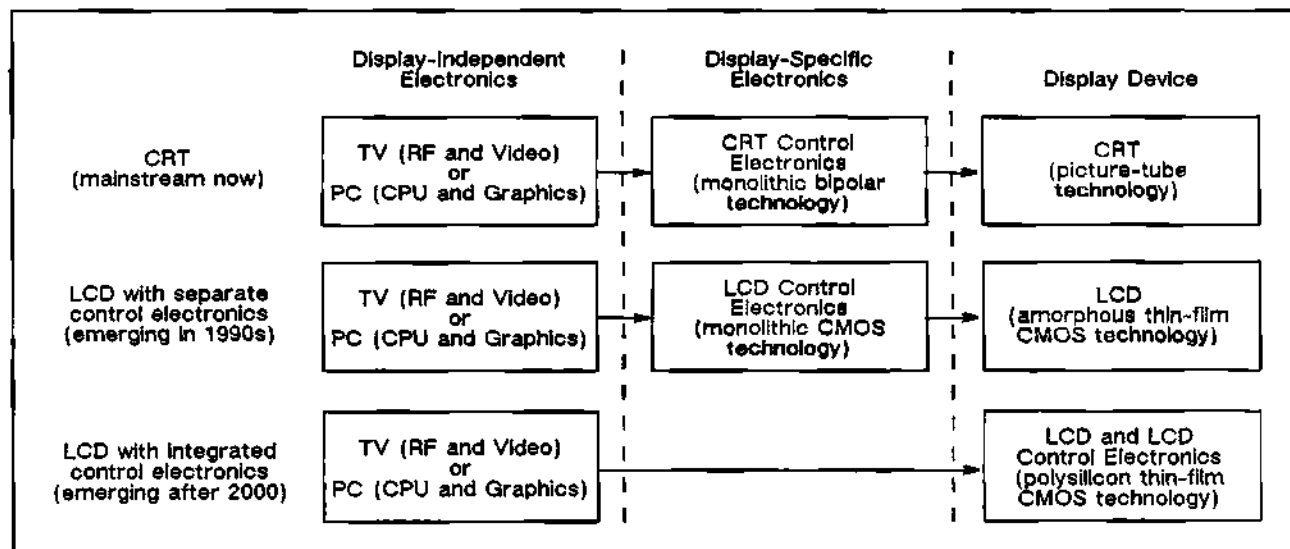 Display-Independent
Electronics
Display-Specific
Electronics
Display Device
CRT
(mainstream now)
TV (RF and Video)
or
PC (CPU and Graphics)
CRT Control
Electronics
(monolithic bipolar
technology)
CRT
(picture-tube
technology)
LCD with separate
control electronics
(emerging in 1990s)
TV (RF and Video)
or
PC (CPU and Graphics)
LCD Control
Electronics
(monolithic CMOS
technology)
LCD
(amorphous thin-film
CMOS technology)
LCD with integrated
control electronics
(emerging after 2000)
TV (RF and Video)
or
PC (CPU and Graphics)
LCD and LCD
Control Electronics
(polysilicon thin-film
CMOS technology)